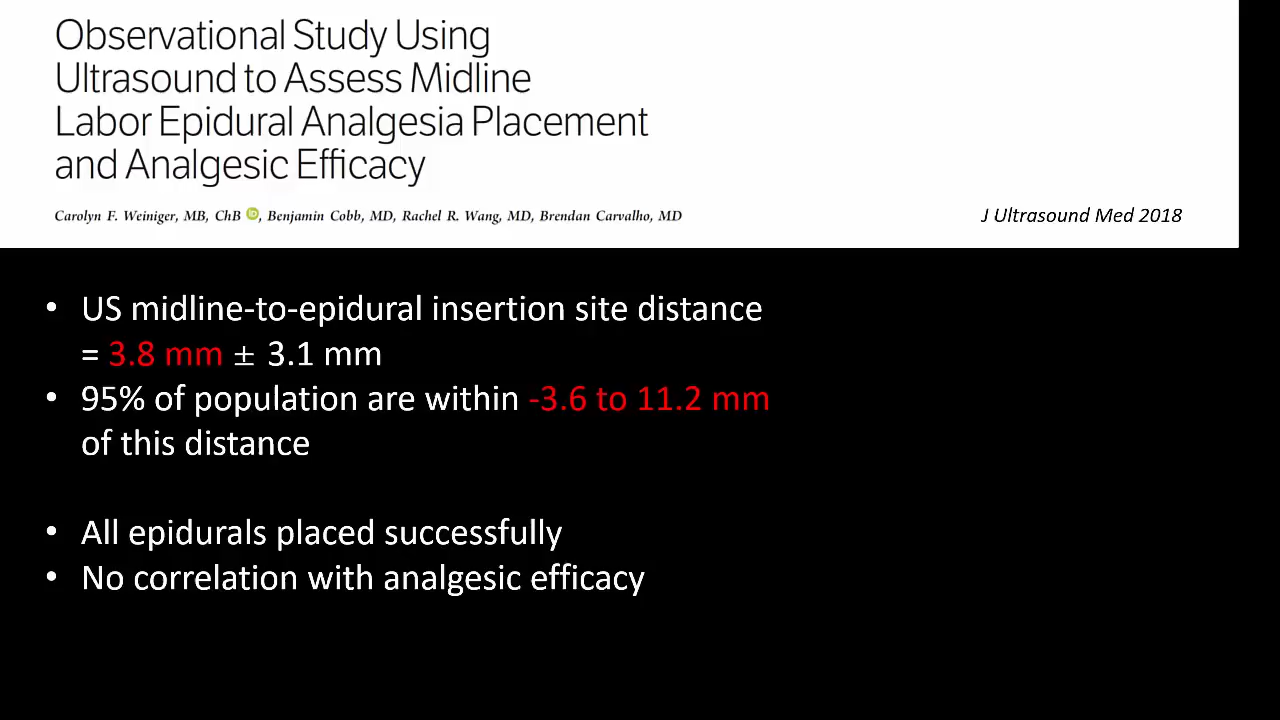 Observational Study Using
Ultrasound to Assess Midline
Labor Epidural Analgesia Placement
and Analgesic Efficacy
Carolyn F. Weiniger, MB, ChB iD, Benjamin Cobb, MD, Rachel R. Wang, MD, Brendan Carvalho, MD
J Ultrasound Med 2018
• US midline-to-epidural insertion site distance
= 3.8 mm ± 3.1 mm
• 95% of population are within -3.6 to 11.2 mm
of this distance
• All epidurals placed successfully
• No correlation with analgesic efficacy